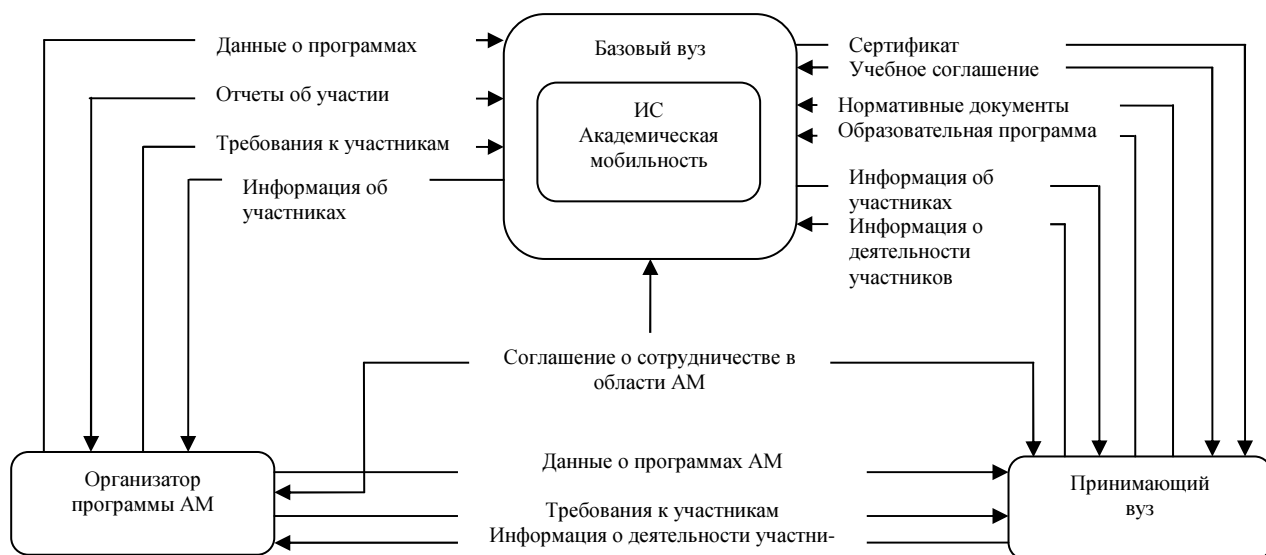 Данные о программах
Отчеты об участии
Требования к участникам
Информация об
участниках
Базовый вуз
ИС
Академическая
мобильность
Сертификат
Учебное соглашение
Нормативные документы
Образовательная программа
Информация об
участниках
Информация о
деятельности
участников
Соглашение о сотрудничестве в
области АМ
Организатор
программы АМ
Данные о программах АМ
Требования к участникам
Информация о деятельности участни-
Принимающий
вуз